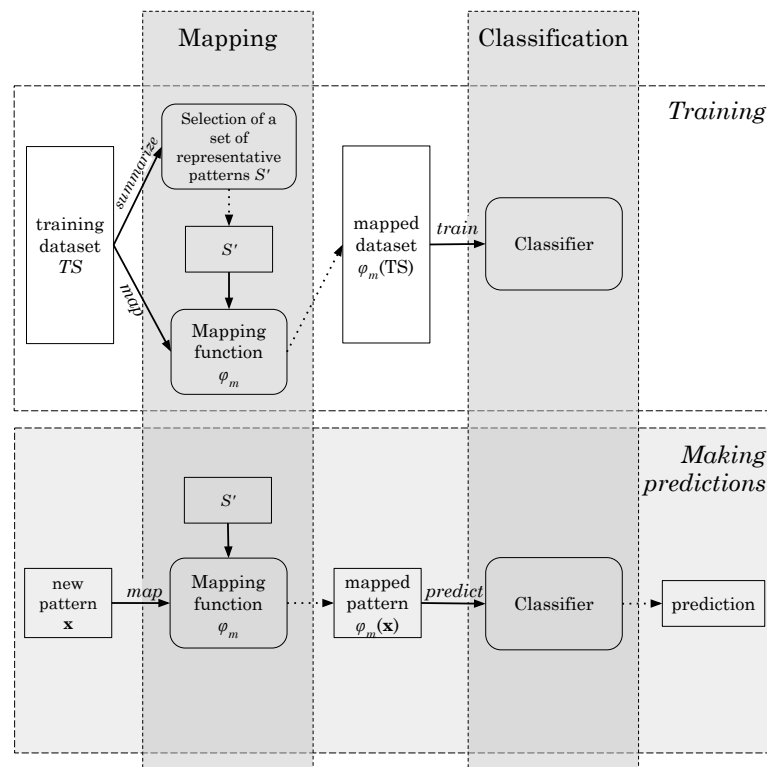 Mapping
Classification
Training
Selection of a
set of
representative
patterns S'
summarize
training
dataset
TS
map
S'
Mapping
function
φm
mapped
dataset
φm(TS)
train
Classifier
Making
predictions
S'
new
pattern
x
map
Mapping
function
φm
mapped
pattern
φm(x)
predict
Classifier
prediction